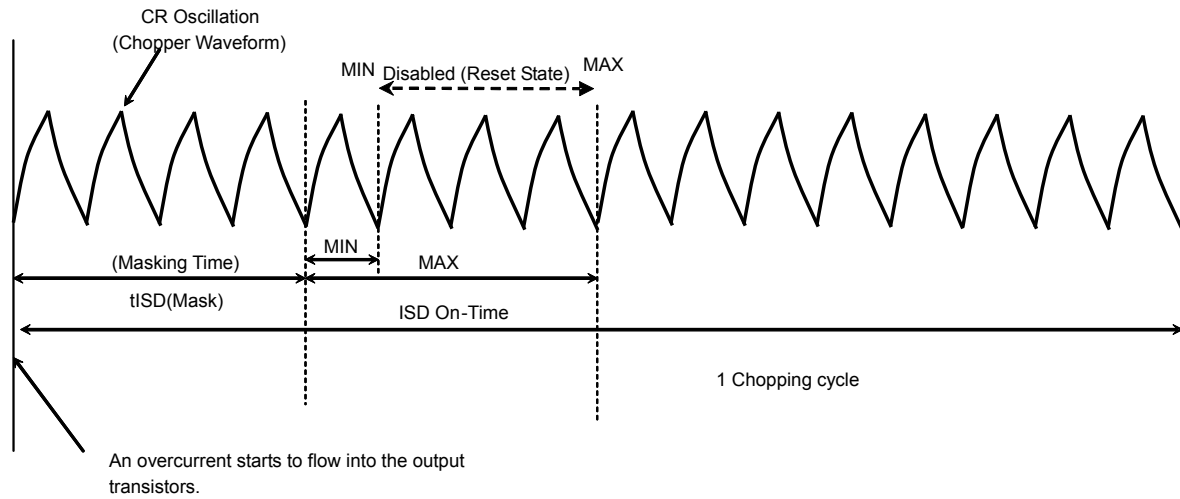 CR Oscillation
(Chopper Waveform)
MIN
Disabled (Reset State)
MAX
MIN
(Masking Time)
MAX
tISD(Mask)
ISD On-Time
1 Chopping cycle
An overcurrent starts to flow into the output
transistors.